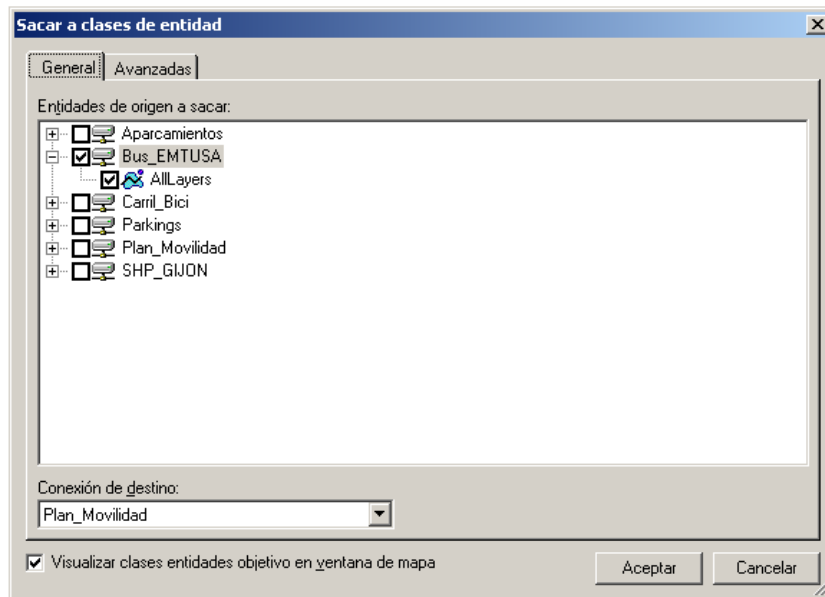 Sacar a clases de entidad
General
Avanzadas
Entidades de origen a sacar:
Aparcamientos
Bus_EMTUSA
AllLayers
Carril_Bici
Parkings
Plan_Movilidad
SHP_GIJON
Conexión de destino:
Plan_Movilidad
Visualizar clases entidades objetivo en ventana de mapa
Aceptar
Cancelar